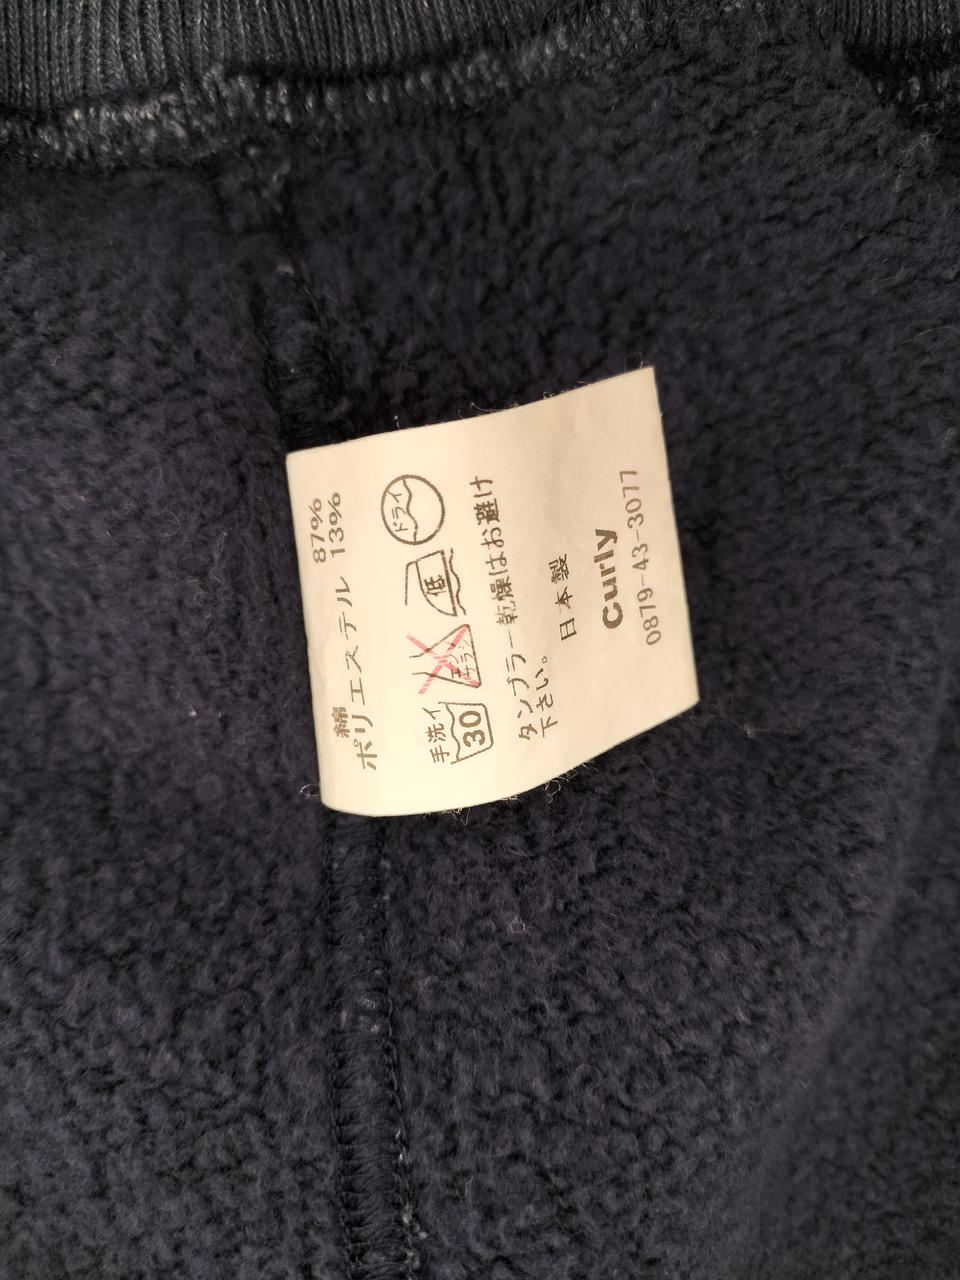 綿 87%
ポリエステル 13%
手洗イ
30
エンソサラシ
低
ドライ
タンブラー乾燥はお避け
下さい。
日本製
Curly
0879-43-3077